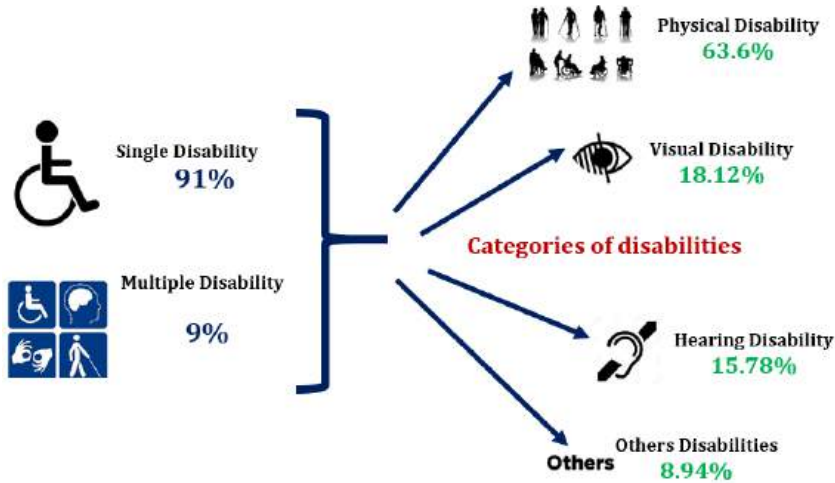 Single Disability
91%
Multiple Disability
9%
Physical Disability
63.6%
Visual Disability
18.12%
Categories of disabilities
Hearing Disability
15.78%
Others
Others Disabilities
8.94%